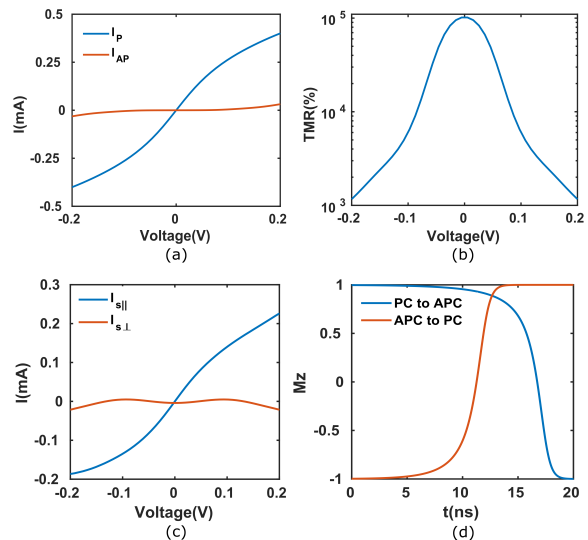 0.5
0.25
0
-0.25
-0.5
I(mA)
I_P
I_AP
-0.2
0
0.2
Voltage(V)
(a)
10^5
10^4
10^3
TMR(%)
-0.2
-0.1
0
0.1
0.2
Voltage(V)
(b)
0.3
0.2
0.1
0
-0.1
-0.2
I(mA)
I_s||
I_s⊥
-0.2
-0.1
0
0.1
0.2
Voltage(V)
(c)
1
0.5
0
-0.5
-1
Mz
PC to APC
APC to PC
0
5
10
15
20
t(ns)
(d)